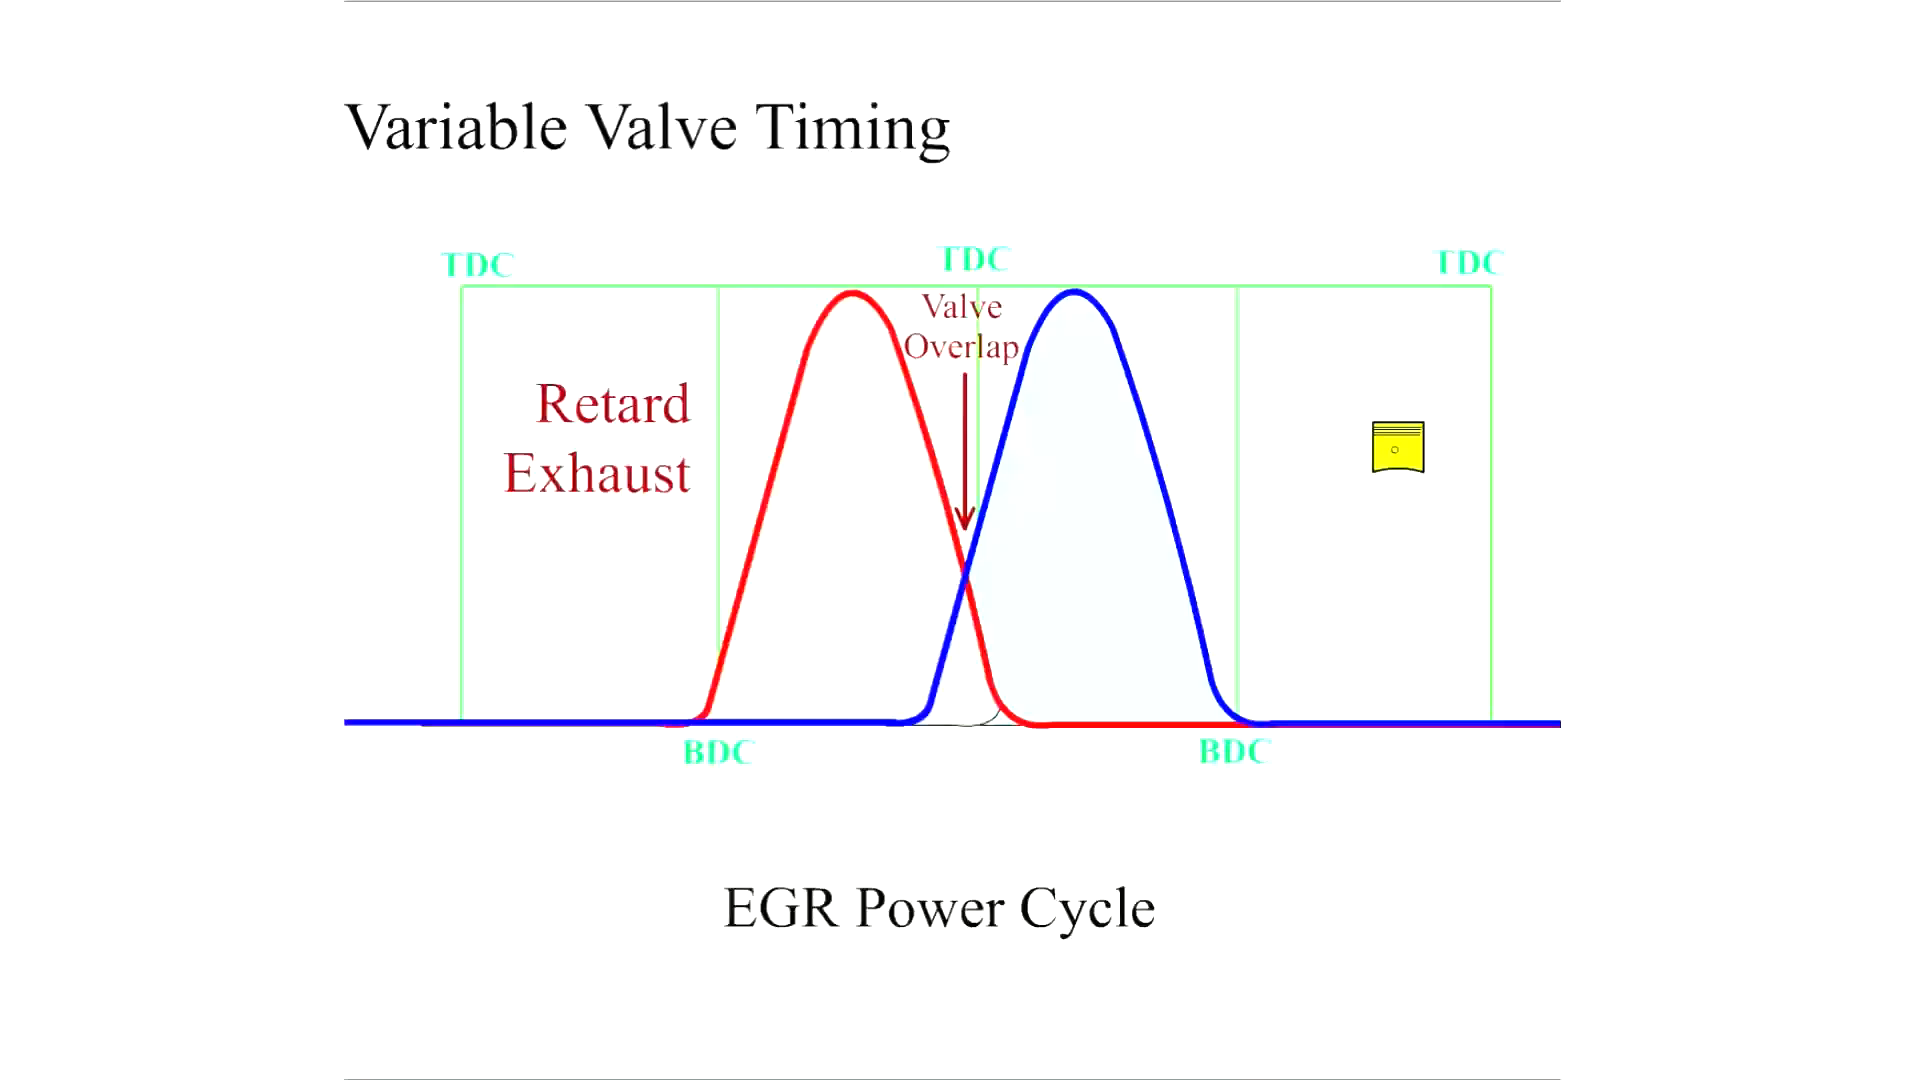 Variable Valve Timing
TDC
TDC
TDC
Valve
Overlap
Retard
Exhaust
BDC
BDC
EGR Power Cycle